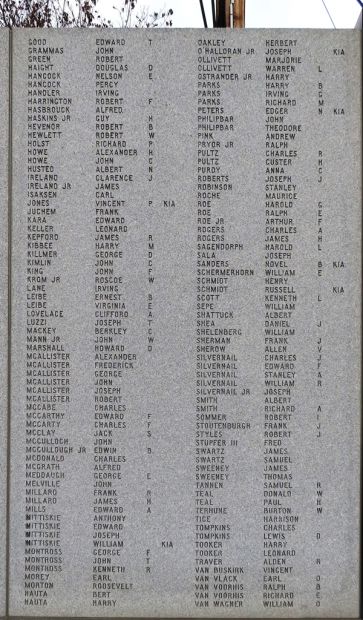 GOOD EDWARD T
GRAMMAS JOHN
GREEN ROBERT
HAIGHT DOUGLAS D
HANCOCK NELSON E
HANCOCK PERCY
HANDLER IRVING
HARRINGTON ROBERT F
HASBROUCK ALFRED
HASKINS JR GUY H
HEVENOR ROBERT B
HEWLETT ROBERT W
HOLST RICHARD P
HOWE ALEXANDER H
HOWE JOHN C
HUSTED ALBERT N
IRELAND CLARENCE J
IRELAND JR JAMES
ISAKSEN CARL
JONES VINCENT P KIA
JUCHEM FRANK
KARA EDWARD
KELLER LEONARD
KEPFORD JAMES R
KIBBEE HARRY M
KILLMER GEORGE D
KIMLIN JOHN J
KING JOHN F
KROM JR ROSCOE W
LANE IRVING
LEIBE ERNEST B
LEIBE VIRGINIA E
LOVELACE CLIFFORD A
LUZZI JOSEPH T
MACKEY BERKLEY C
MANN JR JOHN W
MARSHALL HOWARD D
MCALLISTER ALEXANDER
MCALLISTER FREDERICK
MCALLISTER GEORGE
MCALLISTER JOHN
MCALLISTER JOSEPH
MCALLISTER ROBERT
MCCABE CHARLES
MCCARTHY EDWARD F
MCCARTY CHARLES F
MCCLAY JACK S
MCCULLOCH JOHN
MCCULLOUGH JR EDWIN B
MCDONALD CHARLES
MCGRATH ALFRED
MEDDAUGH GEORGE E
MELVILLE JOHN
MILLARD FRANK R
MILLARD JAMES H
MILLS EDWARD A
MITTISKIE ANTHONY
MITTISKIE EDWARD
MITTISKIE JOSEPH
MITTISKIE WILLIAM KIA
MONTROSS GEORGE F
MONTROSS JOHN T
MONTROSS KENNETH R
MOREY EARL
MORTON ROOSEVELT
NAUTA BERT
NAUTA HARRY
OAKLEY HERBERT
O'HALLORAN JR JOSEPH KIA
OLLIVETT MARJORIE
OLLIVETT WARREN L
OSTRANDER JR HARRY
PARKS HARRY B
PARKS IRVING C
PARKS RICHARD M
PETERS EDGER N KIA
PHILIPBAR JOHN
PHILIPBAR THEODORE
PINK ANDREW
PRYOR JR RALPH
PULTZ CHARLES R
PULTZ CUSTER H
PURDY ANNA C
ROBERTS JOSEPH J
ROBINSON STANLEY
ROCHE MAURICE
ROE HAROLD G
ROE RALPH E
ROE JR ARTHUR F
ROGERS CHARLES A
ROGERS JAMES H
SAGENDORPH HAROLD L
SALA JOSEPH
SANDERS NOVEL B KIA
SCHERMERHORN WILLIAM E
SCHMIDT HENRY
SCHMIDT RUSSELL KIA
SCOTT KENNETH L
SEPE WILLIAM
SHATTUCK ALBERT
SHEA DANIEL J
SHELENBERG WILLIAM
SHERMAN FRANK J
SHEROW ALLEN V
SILVERNAIL CHARLES J
SILVERNAIL EDWARD F
SILVERNAIL STANLEY A
SILVERNAIL WILLIAM R
SILVERNAIL JR JOSEPH
SMITH ALBERT
SMITH RICHARD A
SOMMER ROBERT I
STOUTENBURGH FRANK J
STYLES ROBERT J
STUPFER III FRED
SWARTZ JAMES
SWARTZ SAMUEL
SWEENEY JAMES
SWEENEY THOMAS
TANNEN SAMUEL R
TEAL DONALD W
TEAL PAUL H
TERHUNE BURTON W
TICE HARRISON
TOMPKINS CHARLES
TOMPKINS LEWIS D
TOOKER HARRY
TOOKER LEONARD
TRAVER ALDEN R
VAN BUSKIRK VINCENT
VAN VLACK EARL O
VAN VOORHIS RALPH B
VAN VOORHIS RICHARD E
VAN WAGNER WILLIAM O